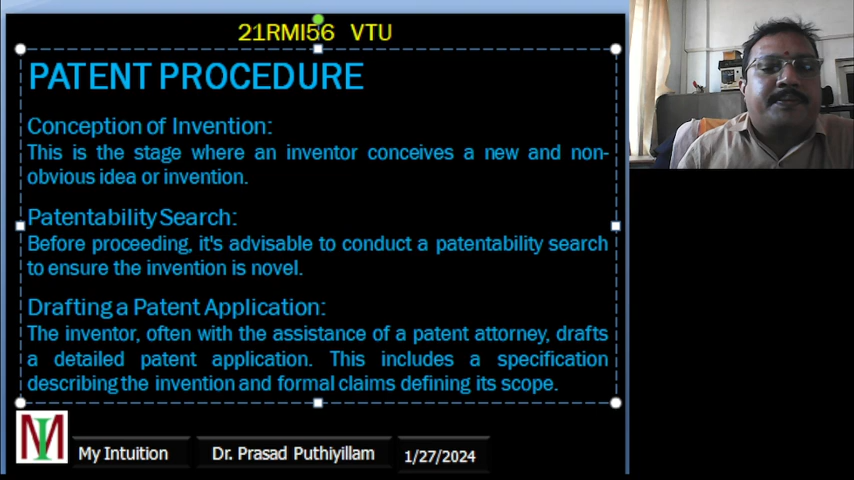 21RMI56 VTU
PATENT PROCEDURE
Conception of Invention:
This is the stage where an inventor conceives a new and non-
obvious idea or invention.
Patentability Search:
Before proceeding, it's advisable to conduct a patentability search
to ensure the invention is novel.
Drafting a Patent Application:
The inventor, often with the assistance of a patent attorney, drafts
a detailed patent application. This includes a specification
describing the invention and formal claims defining its scope.
MI
My Intuition
Dr. Prasad Puthiyillam
1/27/2024